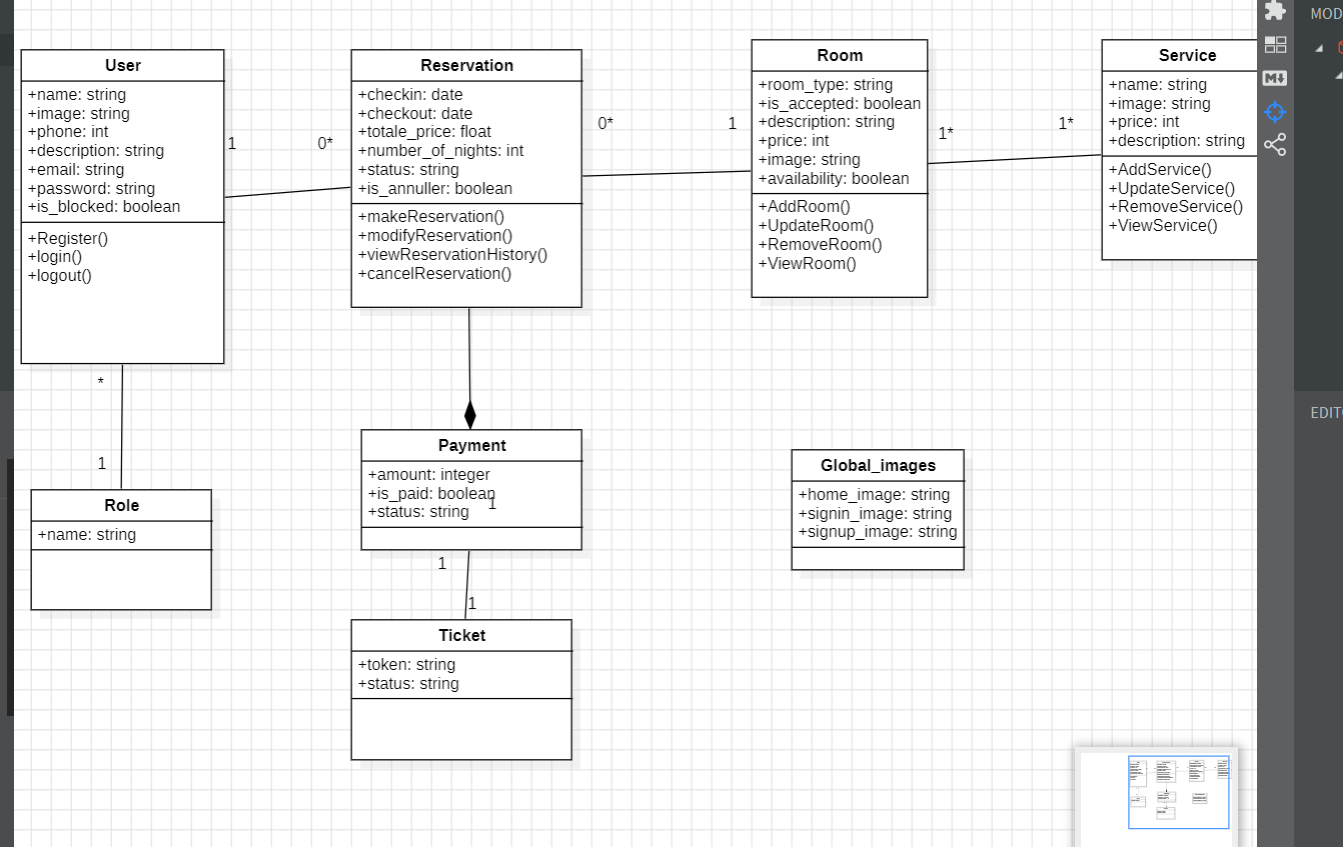 User
+name: string
+image: string
+phone: int
+description: string
+email: string
+password: string
+is_blocked: boolean
+Register()
+login()
+logout()
1
0*
Reservation
+checkin: date
+checkout: date
+totale_price: float
+number_of_nights: int
+status: string
+is_annuller: boolean
+makeReservation()
+modifyReservation()
+viewReservationHistory()
+cancelReservation()
0*
1
Room
+room_type: string
+is_accepted: boolean
+description: string
+price: int
+image: string
+availability: boolean
+AddRoom()
+UpdateRoom()
+RemoveRoom()
+ViewRoom()
1*
1*
Service
+name: string
+image: string
+price: int
+description: string
+AddService()
+UpdateService()
+RemoveService()
+ViewService()
*
1
Role
+name: string
Payment
+amount: integer
+is_paid: boolean
1
+status: string
1
1
Ticket
+token: string
+status: string
Global_images
+home_image: string
+signin_image: string
+signup_image: string
MOD
EDIT